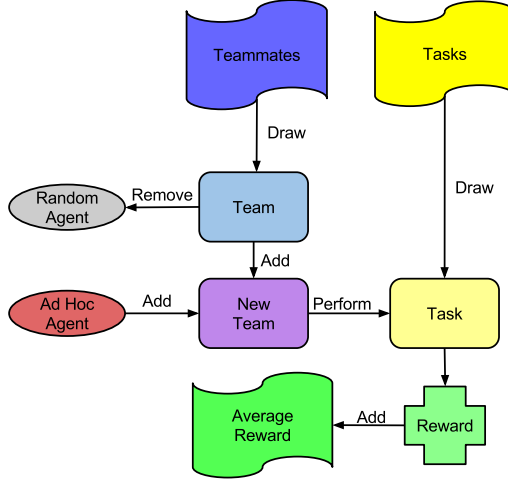 Teammates
Tasks
Draw
Draw
Random
Agent
Remove
Team
Add
Ad Hoc
Agent
Add
New
Team
Perform
Task
Average
Reward
Add
Reward